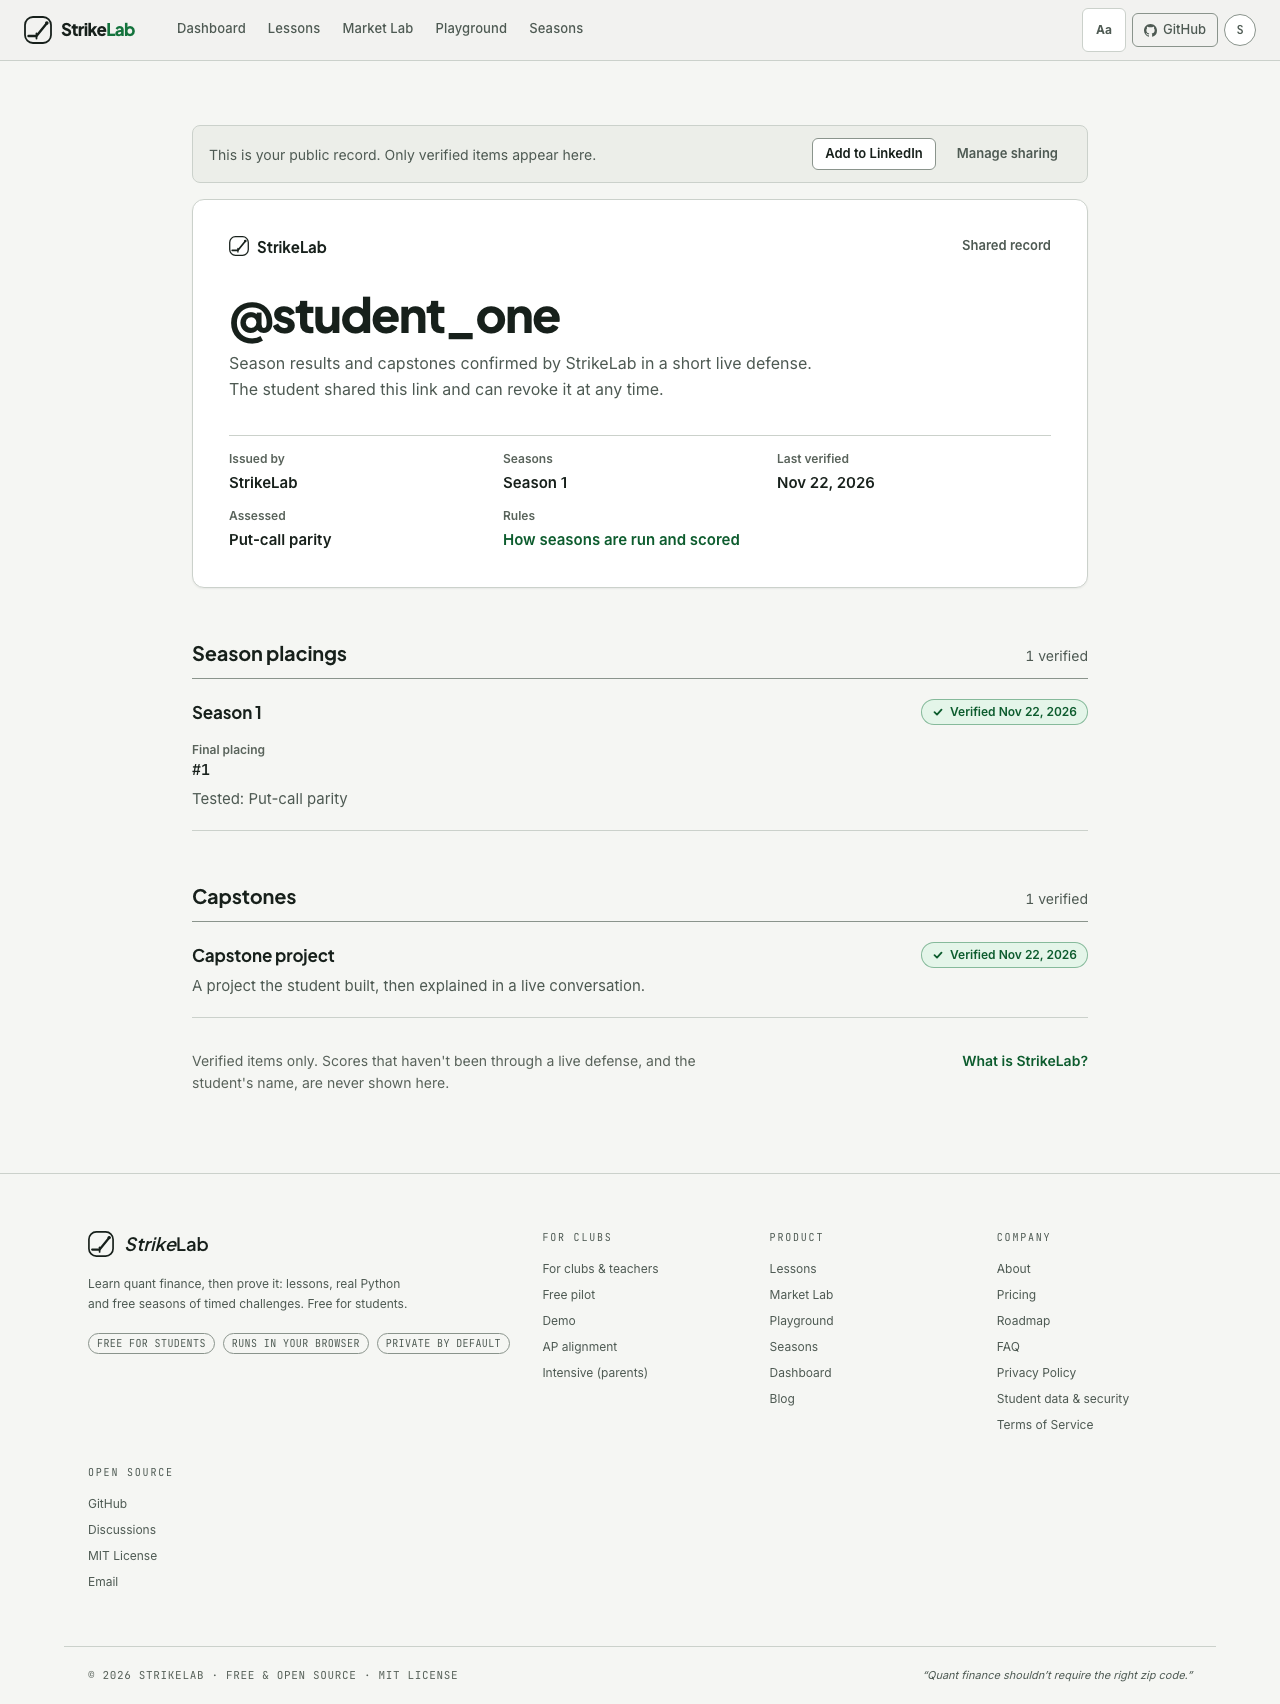 StrikeLab
Dashboard Lessons Market Lab Playground Seasons
Aa GitHub S
This is your public record. Only verified items appear here.
Add to LinkedIn Manage sharing
StrikeLab
Shared record
@student_one
Season results and capstones confirmed by StrikeLab in a short live defense.
The student shared this link and can revoke it at any time.
Issued by Seasons Last verified
StrikeLab Season 1 Nov 22, 2026
Assessed Rules
Put-call parity How seasons are run and scored
Season placings 1 verified
Season 1 Verified Nov 22, 2026
Final placing
#1
Tested: Put-call parity
Capstones 1 verified
Capstone project Verified Nov 22, 2026
A project the student built, then explained in a live conversation.
Verified items only. Scores that haven't been through a live defense, and the
student's name, are never shown here.
What is StrikeLab?
StrikeLab
Learn quant finance, then prove it: lessons, real Python
and free seasons of timed challenges. Free for students.
FREE FOR STUDENTS RUNS IN YOUR BROWSER PRIVATE BY DEFAULT
FOR CLUBS
For clubs & teachers
Free pilot
Demo
AP alignment
Intensive (parents)
PRODUCT
Lessons
Market Lab
Playground
Seasons
Dashboard
Blog
COMPANY
About
Pricing
Roadmap
FAQ
Privacy Policy
Student data & security
Terms of Service
OPEN SOURCE
GitHub
Discussions
MIT License
Email
© 2026 STRIKELAB · FREE & OPEN SOURCE · MIT LICENSE
“Quant finance shouldn’t require the right zip code.”